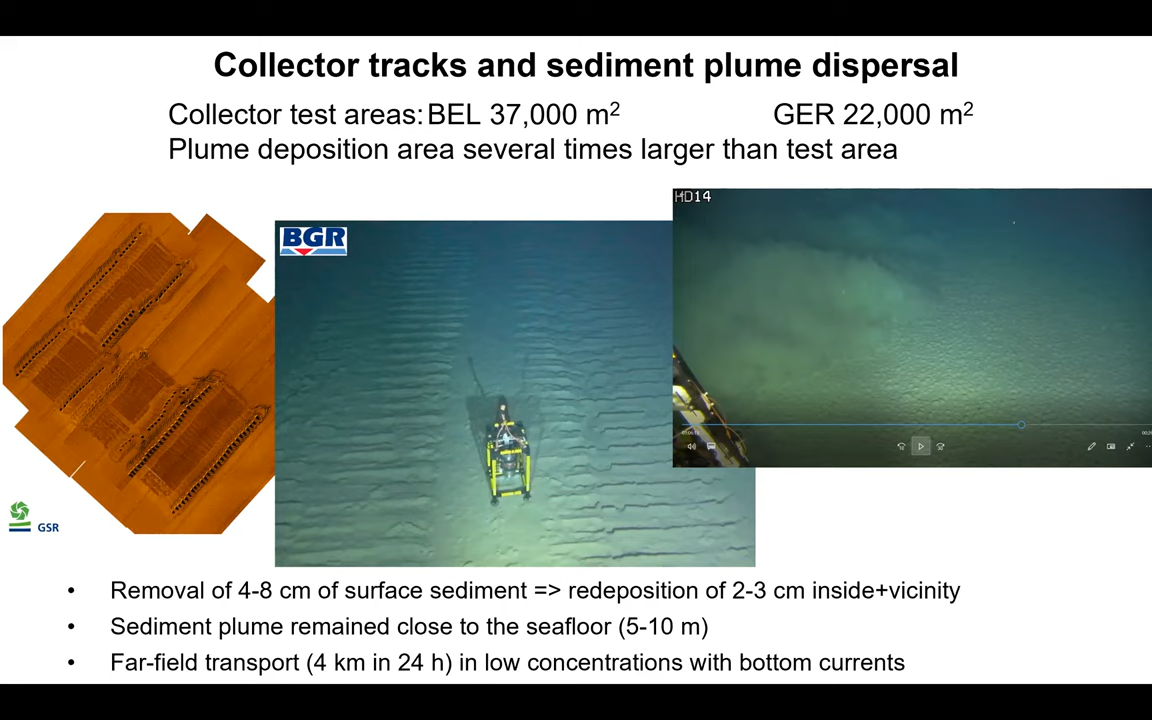 Collector tracks and sediment plume dispersal
Collector test areas: BEL 37,000 m² GER 22,000 m²
Plume deposition area several times larger than test area
HD14
BGR
GSR
• Removal of 4-8 cm of surface sediment => redeposition of 2-3 cm inside+vicinity
• Sediment plume remained close to the seafloor (5-10 m)
• Far-field transport (4 km in 24 h) in low concentrations with bottom currents